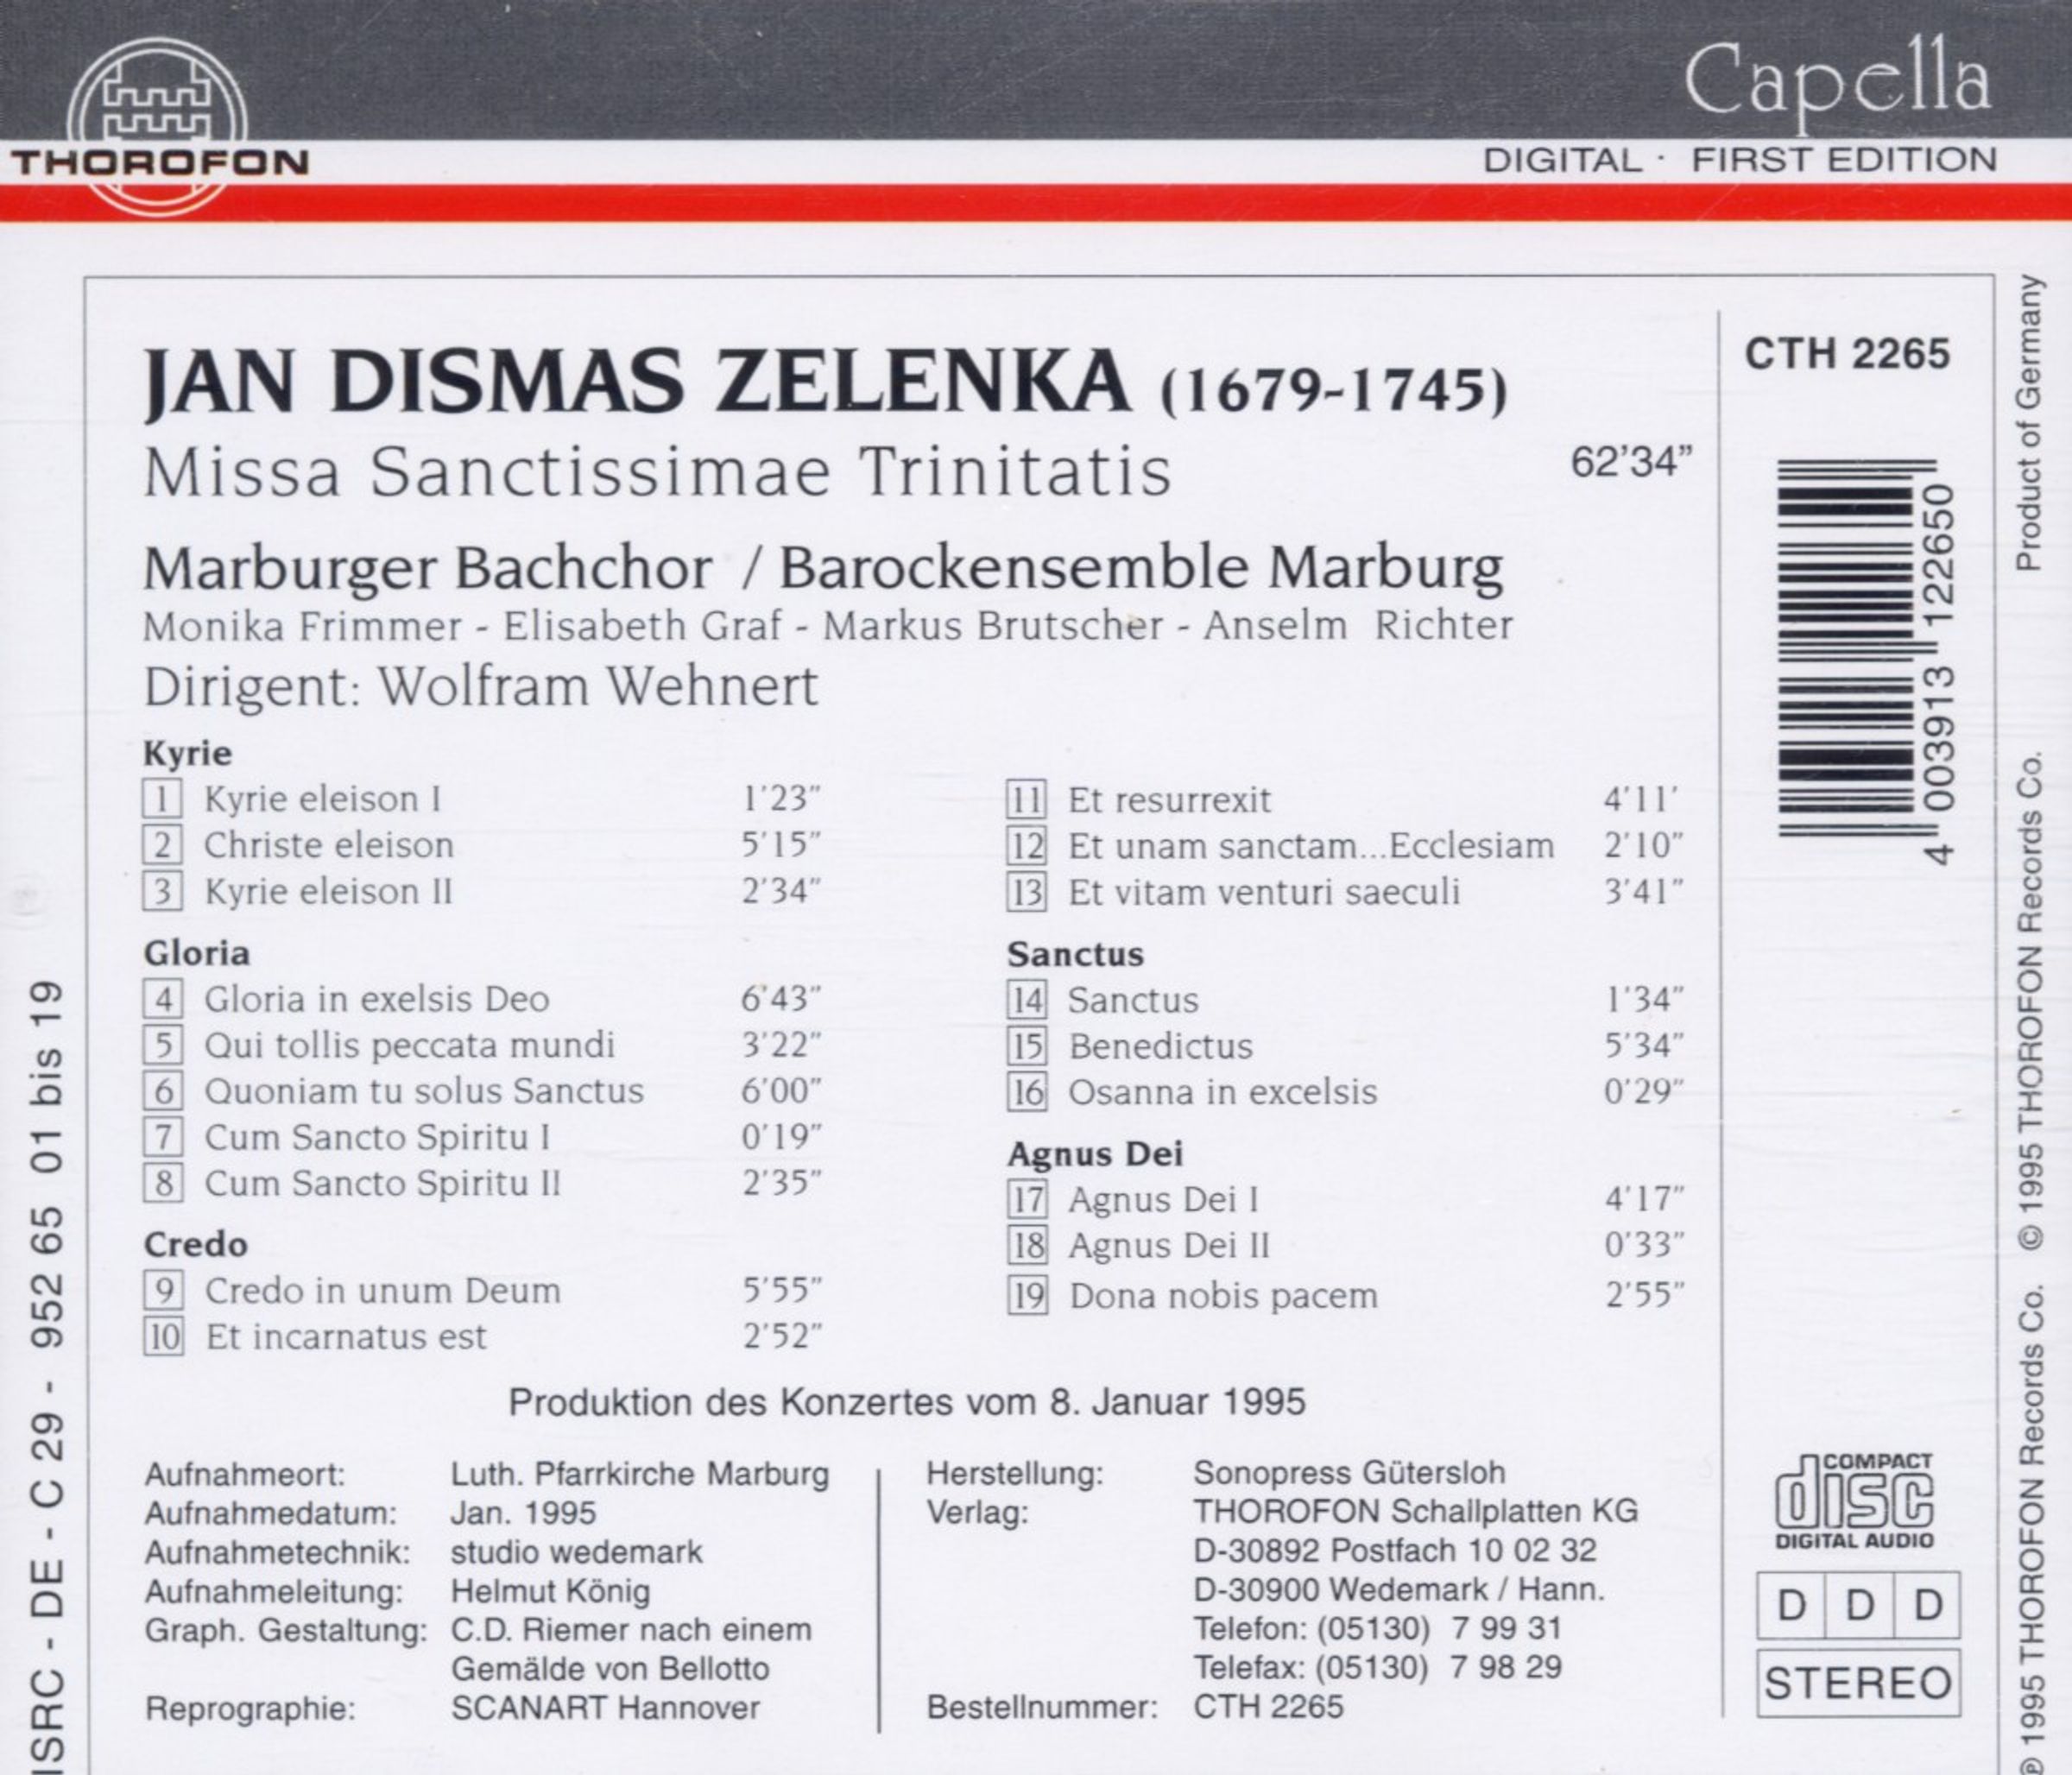 Capella
THOROFON
DIGITAL · FIRST EDITION
JAN DISMAS ZELENKA (1679-1745)
Missa Sanctissimae Trinitatis 62'34”
Marburger Bachchor / Barockensemble Marburg
Monika Frimmer - Elisabeth Graf - Markus Brutscher - Anselm Richter
Dirigent: Wolfram Wehnert
Kyrie
1 Kyrie eleison I 1'23”
2 Christe eleison 5'15”
3 Kyrie eleison II 2'34”
Gloria
4 Gloria in exelsis Deo 6'43”
5 Qui tollis peccata mundi 3'22”
6 Quoniam tu solus Sanctus 6'00”
7 Cum Sancto Spiritu I 0'19”
8 Cum Sancto Spiritu II 2'35”
Credo
9 Credo in unum Deum 5'55”
10 Et incarnatus est 2'52”
11 Et resurrexit 4'11'
12 Et unam sanctam...Ecclesiam 2'10”
13 Et vitam venturi saeculi 3'41”
Sanctus
14 Sanctus 1'34”
15 Benedictus 5'34”
16 Osanna in excelsis 0'29”
Agnus Dei
17 Agnus Dei I 4'17”
18 Agnus Dei II 0'33”
19 Dona nobis pacem 2'55”
Produktion des Konzertes vom 8. Januar 1995
Aufnahmeort: Luth. Pfarrkirche Marburg
Aufnahmedatum: Jan. 1995
Aufnahmetechnik: studio wedemark
Aufnahmeleitung: Helmut König
Graph. Gestaltung: C.D. Riemer nach einem
Gemälde von Bellotto
Reprographie: SCANART Hannover
Herstellung: Sonopress Gütersloh
Verlag: THOROFON Schallplatten KG
D-30892 Postfach 10 02 32
D-30900 Wedemark / Hann.
Telefon: (05130) 7 99 31
Telefax: (05130) 7 98 29
Bestellnummer: CTH 2265
CTH 2265
4 003913 122650
COMPACT
disc
DIGITAL AUDIO
D D D
STEREO
ISRC - DE - C 29 - 952 65 01 bis 19
℗ 1995 THOROFON Records Co. © 1995 THOROFON Records Co. Product of Germany